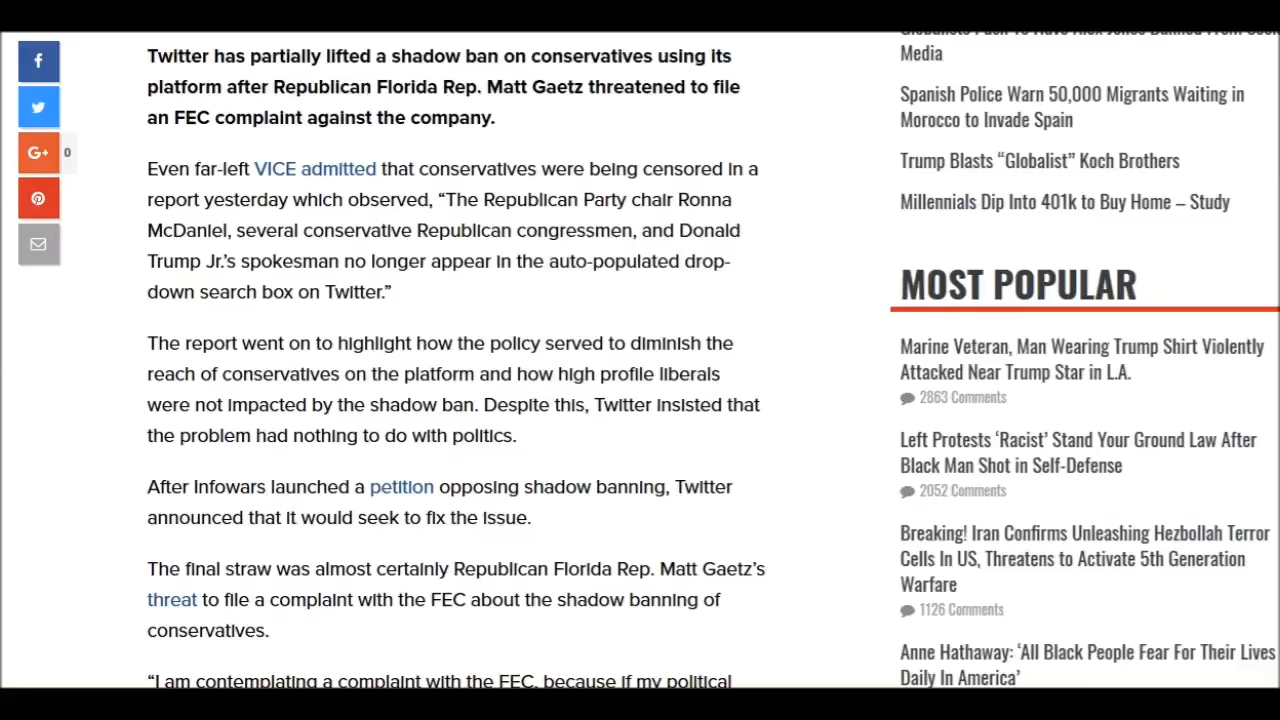 Twitter has partially lifted a shadow ban on conservatives using its
platform after Republican Florida Rep. Matt Gaetz threatened to file
an FEC complaint against the company.
Even far-left VICE admitted that conservatives were being censored in a
report yesterday which observed, “The Republican Party chair Ronna
McDaniel, several conservative Republican congressmen, and Donald
Trump Jr.’s spokesman no longer appear in the auto-populated drop-
down search box on Twitter.”
The report went on to highlight how the policy served to diminish the
reach of conservatives on the platform and how high profile liberals
were not impacted by the shadow ban. Despite this, Twitter insisted that
the problem had nothing to do with politics.
After Infowars launched a petition opposing shadow banning, Twitter
announced that it would seek to fix the issue.
The final straw was almost certainly Republican Florida Rep. Matt Gaetz’s
threat to file a complaint with the FEC about the shadow banning of
conservatives.
“I am contemplating a complaint with the FEC, because if my political
f
G+ 0
Globalists Push To Have Alex Jones Banned From
Media
Spanish Police Warn 50,000 Migrants Waiting in
Morocco to Invade Spain
Trump Blasts “Globalist” Koch Brothers
Millennials Dip Into 401k to Buy Home – Study
MOST POPULAR
Marine Veteran, Man Wearing Trump Shirt Violently
Attacked Near Trump Star in L.A.
2863 Comments
Left Protests ‘Racist’ Stand Your Ground Law After
Black Man Shot in Self-Defense
2052 Comments
Breaking! Iran Confirms Unleashing Hezbollah Terror
Cells In US, Threatens to Activate 5th Generation
Warfare
1126 Comments
Anne Hathaway: ‘All Black People Fear For Their Lives
Daily In America’